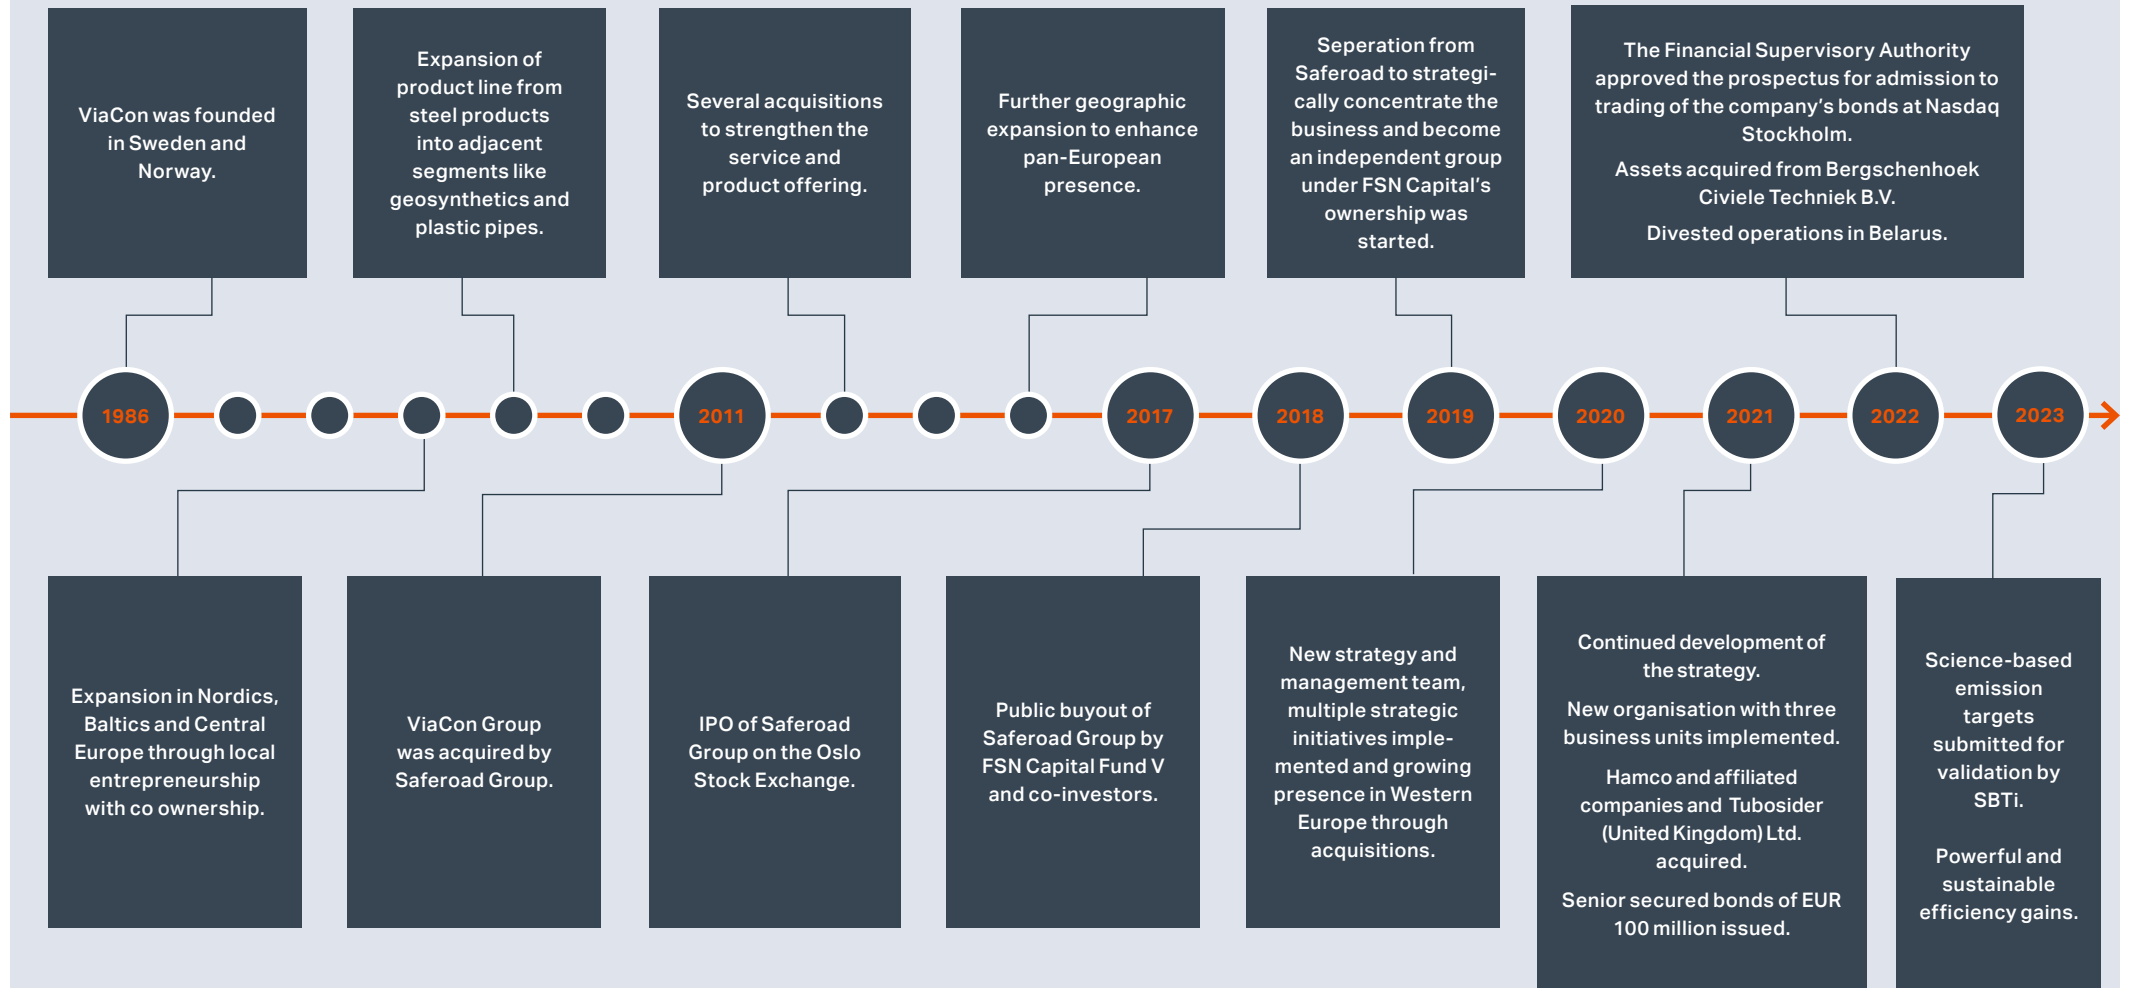 ViaCon was founded
in Sweden and
Norway.
Expansion of
product line from
steel products
into adjacent
segments like
geosynthetics and
plastic pipes.
Several acquisitions
to strengthen the
service and
product offering.
Further geographic
expansion to enhance
pan-European
presence.
Seperation from
Saferoad to strategi-
cally concentrate the
business and become
an independent group
under FSN Capital's
ownership was
started.
The Financial Supervisory Authority
approved the prospectus for admission to
trading of the company's bonds at Nasdaq
Stockholm.
Assets acquired from Bergschenhoek
Civiele Techniek B.V.
Divested operations in Belarus.
1986
2011
2017
2018
2019
2020
2021
2022
2023
Expansion in Nordics,
Baltics and Central
Europe through local
entrepreneurship
with co ownership.
ViaCon Group
was acquired by
Saferoad Group.
IPO of Saferoad
Group on the Oslo
Stock Exchange.
Public buyout of
Saferoad Group by
FSN Capital Fund V
and co-investors.
New strategy and
management team,
multiple strategic
initiatives imple-
mented and growing
presence in Western
Europe through
acquisitions.
Continued development of
the strategy.
New organisation with three
business units implemented.
Hamco and affiliated
companies and Tubosider
(United Kingdom) Ltd.
acquired.
Senior secured bonds of EUR
100 million issued.
Science-based
emission
targets
submitted for
validation by
SBTi.
Powerful and
sustainable
efficiency gains.